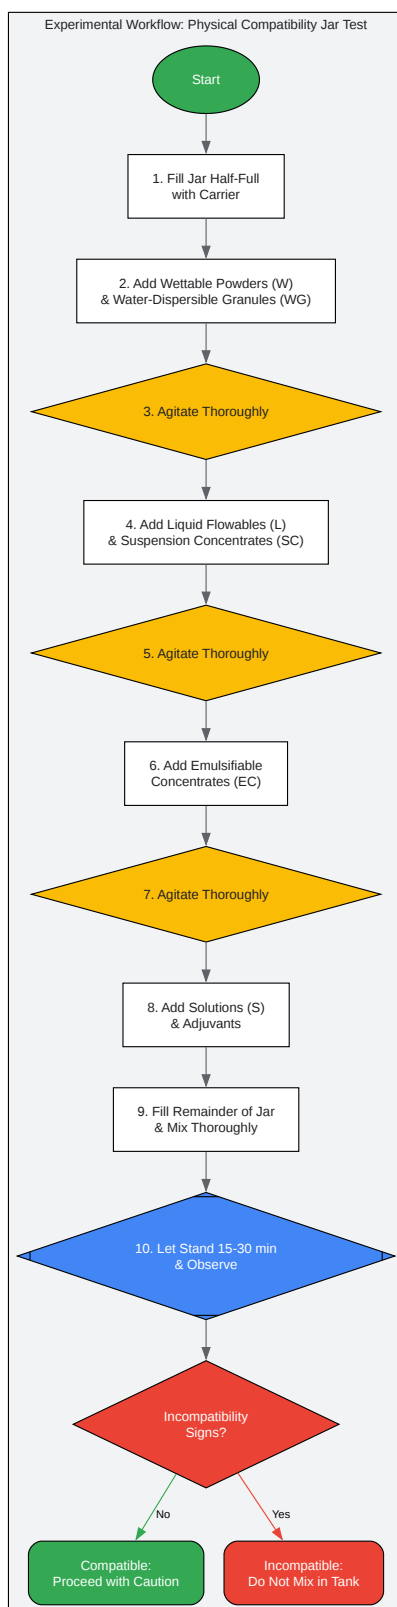 Experimental Workflow: Physical Compatibility Jar Test
Start
1. Fill Jar Half-Full
with Carrier
2. Add Wettable Powders (W)
& Water-Dispersible Granules (WG)
3. Agitate Thoroughly
4. Add Liquid Flowables (L)
& Suspension Concentrates (SC)
5. Agitate Thoroughly
6. Add Emulsifiable
Concentrates (EC)
7. Agitate Thoroughly
8. Add Solutions (S)
& Adjuvants
9. Fill Remainder of Jar
& Mix Thoroughly
10. Let Stand 15-30 min
& Observe
Incompatibility
Signs?
No
Yes
Compatible:
Proceed with Caution
Incompatible:
Do Not Mix in Tank